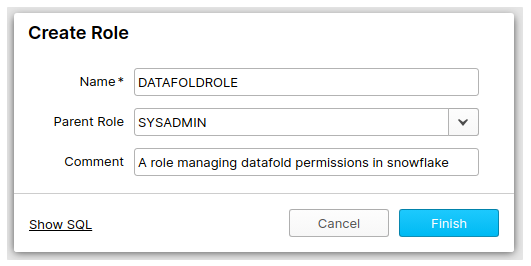 Create Role
Name* DATAFOLDROLE
Parent Role SYSADMIN
Comment A role managing datafold permissions in snowflake
Show SQL Cancel Finish